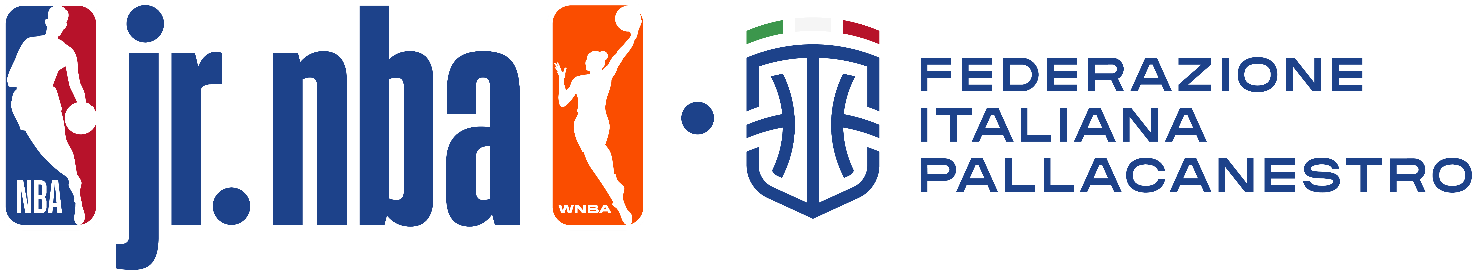 NBA
jr.nba
WNBA
FEDERAZIONE
ITALIANA
PALLACANESTRO